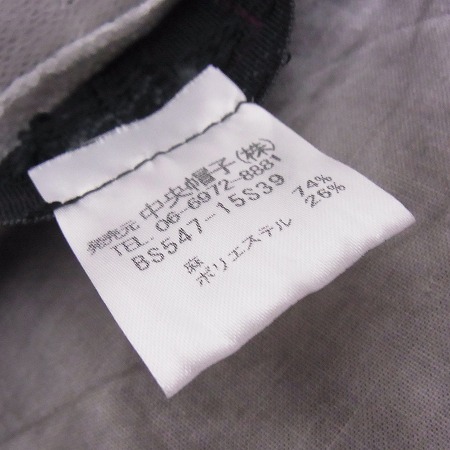 発売元 中央帽子(株)
TEL. 06-6972-8881
BS547-15S39
麻 74%
ポリエステル 26%